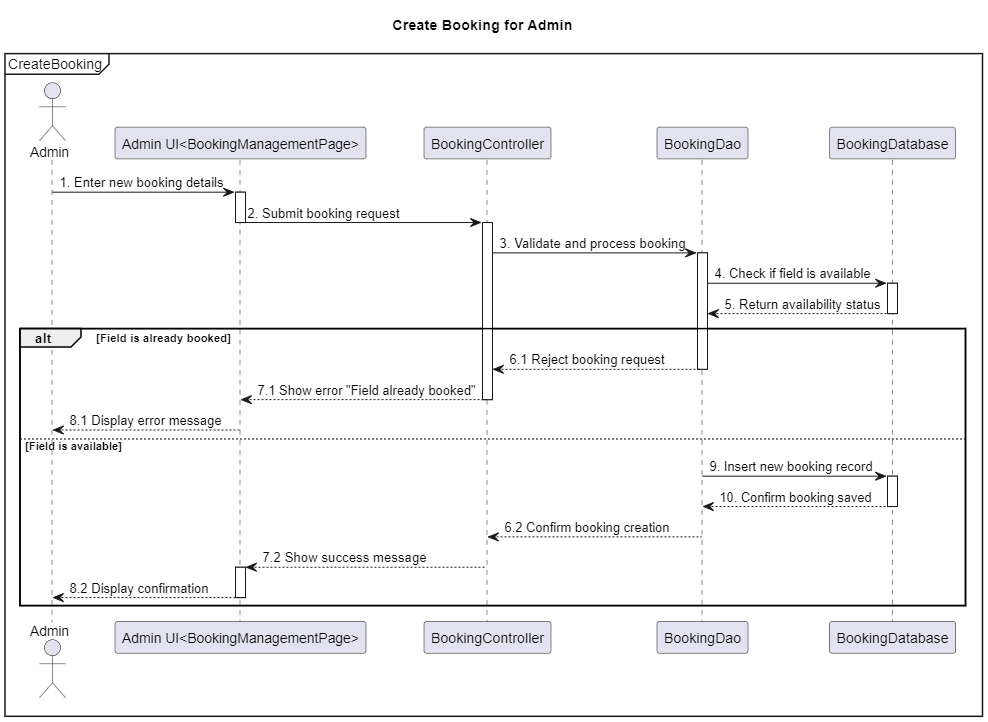 Create Booking for Admin
CreateBooking
Admin
Admin UI<BookingManagementPage>
BookingController
BookingDao
BookingDatabase
1. Enter new booking details
2. Submit booking request
3. Validate and process booking
4. Check if field is available
5. Return availability status
alt
[Field is already booked]
6.1 Reject booking request
7.1 Show error "Field already booked"
8.1 Display error message
[Field is available]
9. Insert new booking record
10. Confirm booking saved
6.2 Confirm booking creation
7.2 Show success message
8.2 Display confirmation
Admin
Admin UI<BookingManagementPage>
BookingController
BookingDao
BookingDatabase